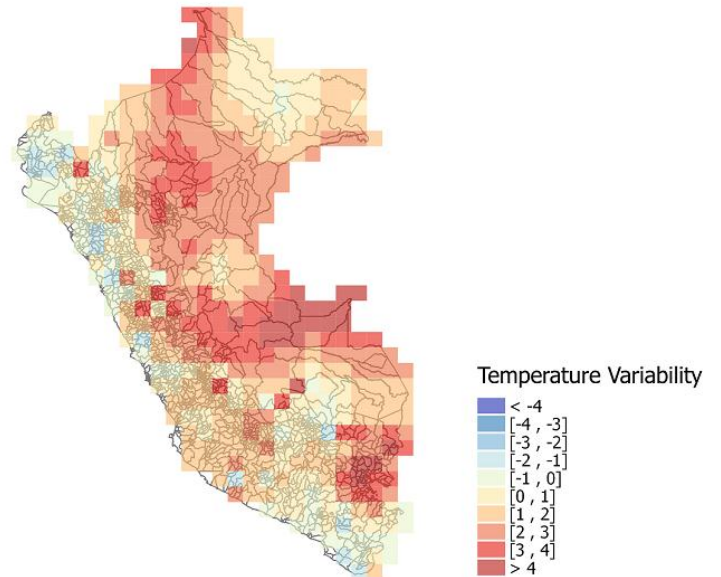 Temperature Variability
< -4
[-4 , -3]
[-3 , -2]
[-2 , -1]
[-1 , 0]
[0 , 1]
[1 , 2]
[2 , 3]
[3 , 4]
> 4